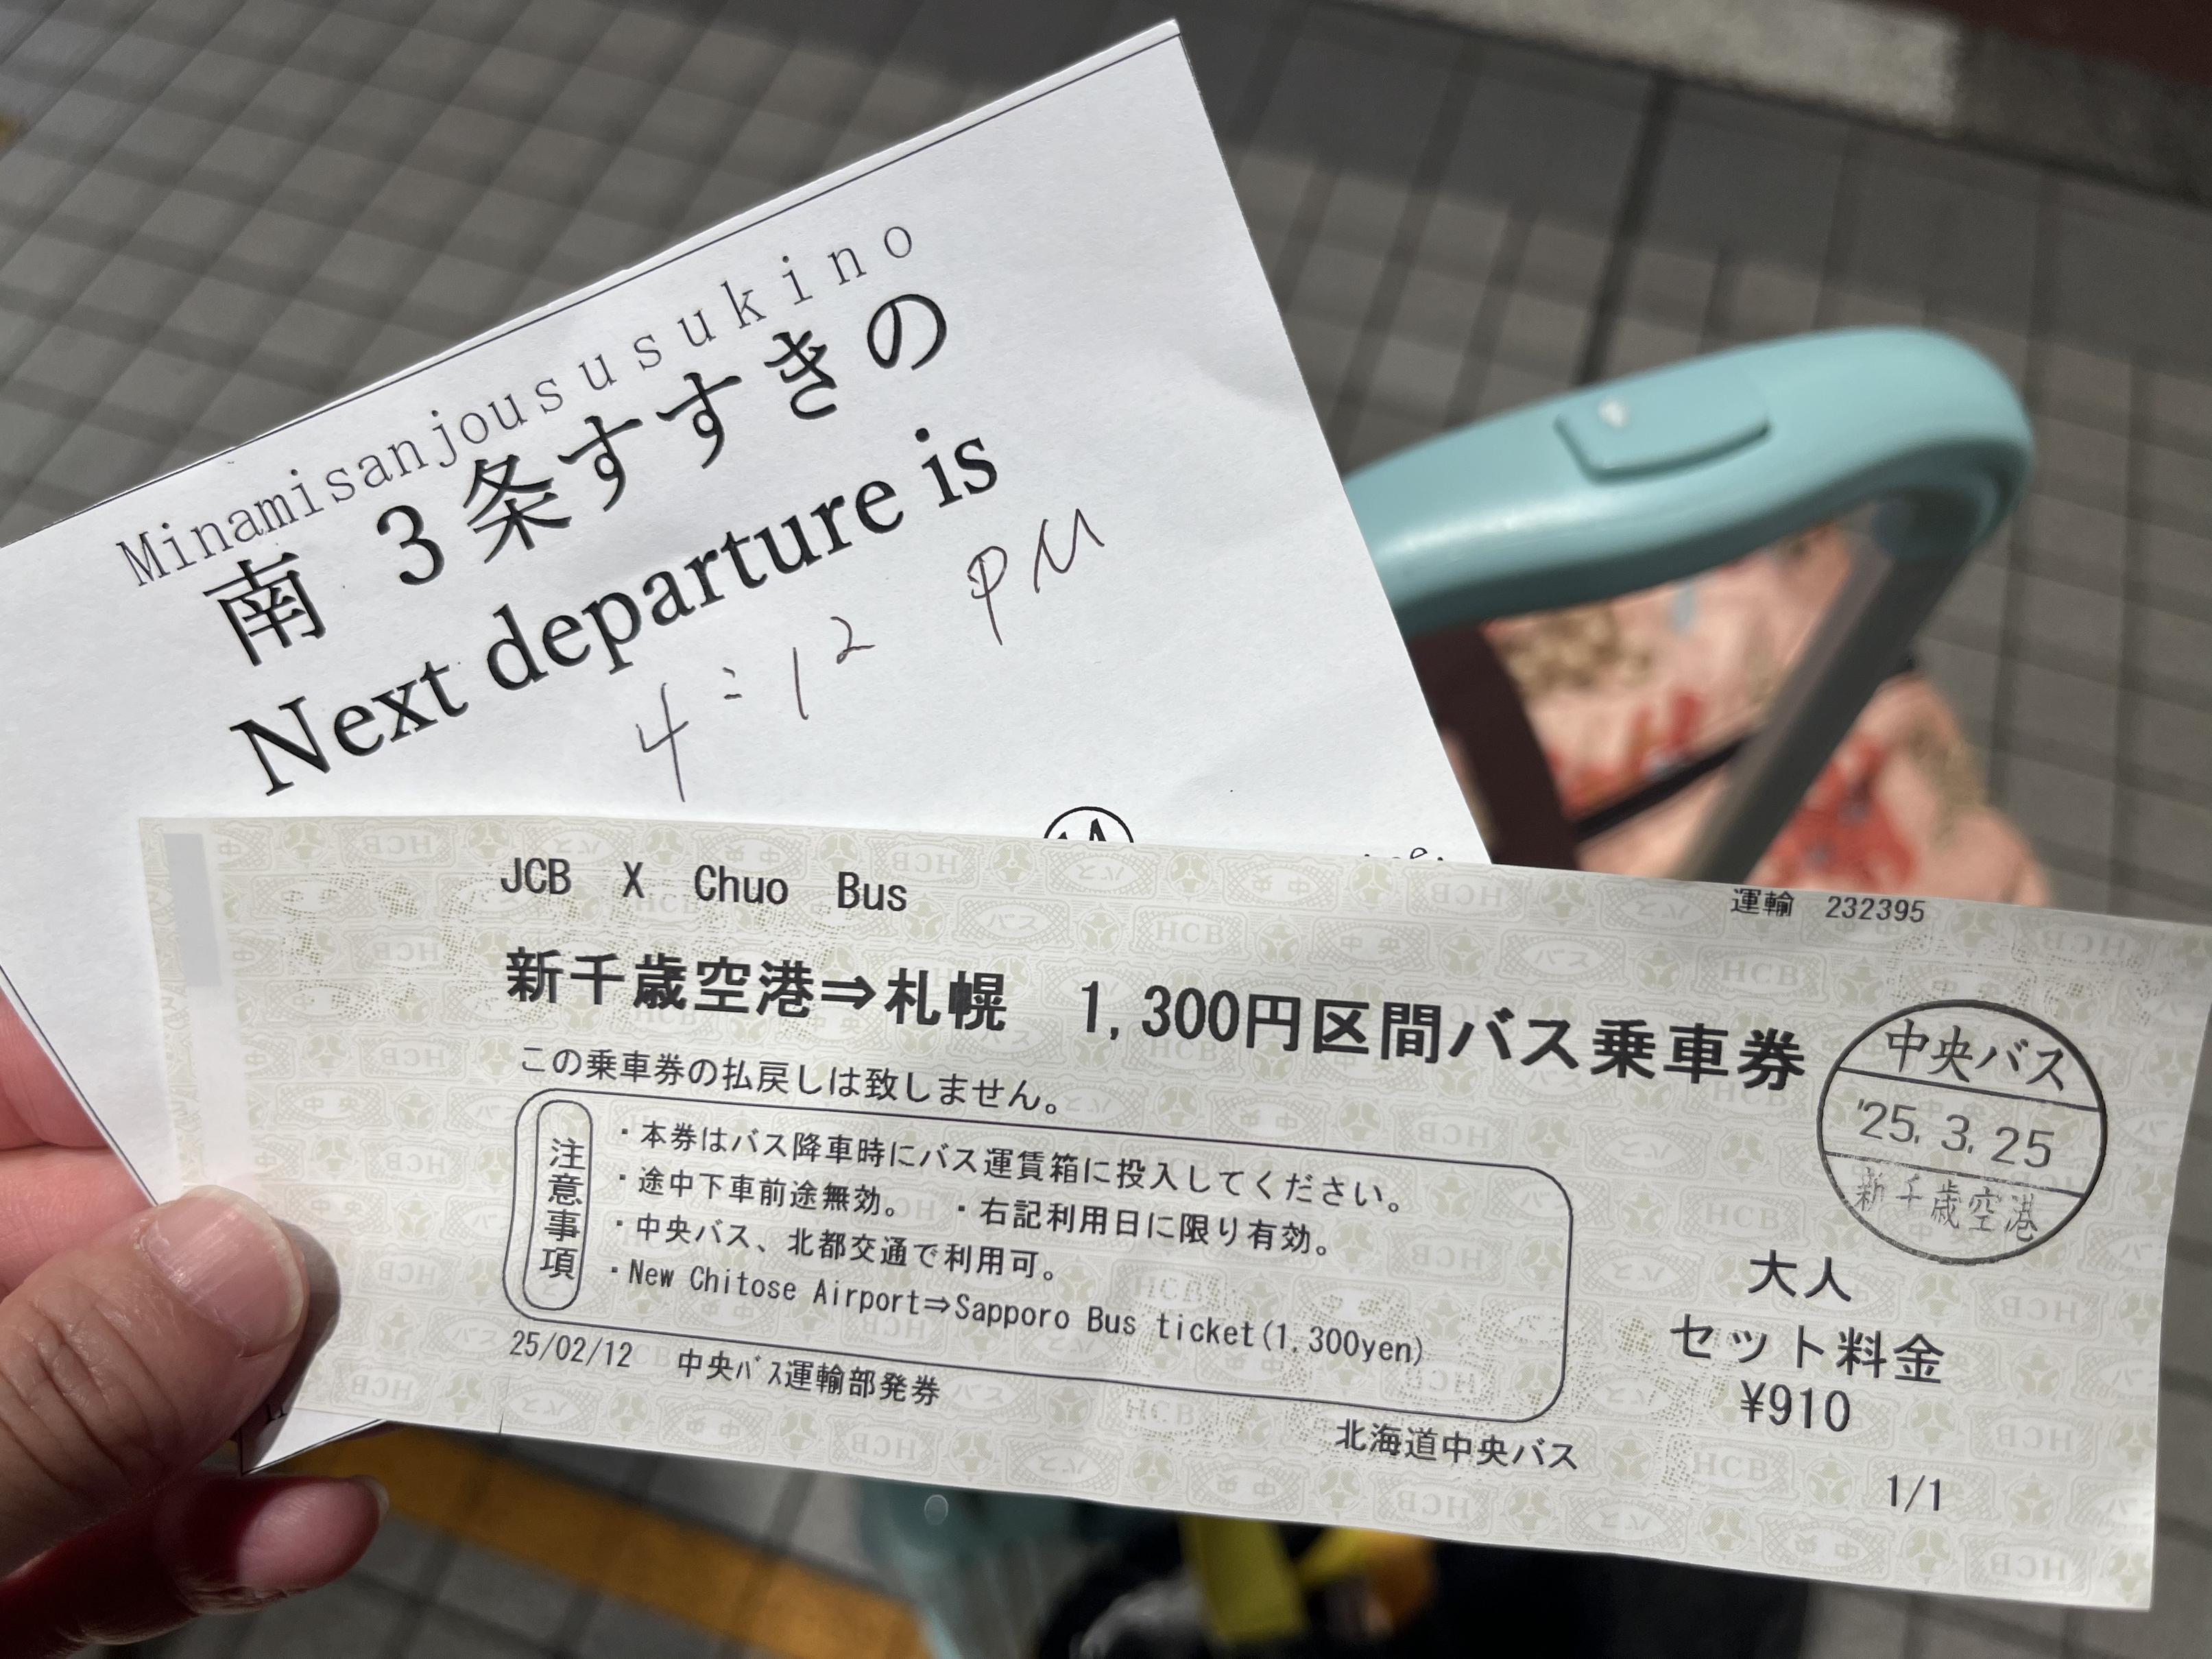 Minamisanjoususukino
南3条すすきの
Next departure is
4:12 PM
JCB X Chuo Bus
運輸 232395
新千歳空港⇒札幌 1,300円区間バス乗車券
この乗車券の払戻しは致しません。
注意事項
・本券はバス降車時にバス運賃箱に投入してください。
・途中下車前途無効。 ・右記利用日に限り有効。
・中央バス、北都交通で利用可。
・New Chitose Airport⇒Sapporo Bus ticket(1,300yen)
25/02/12 中央ﾊﾞｽ運輸部発券
北海道中央バス
中央バス
'25. 3. 25
新千歳空港
大人
セット料金
¥910
1/1